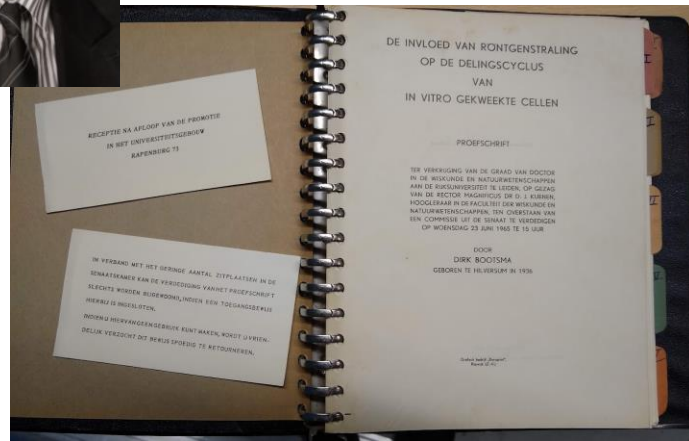 RECEPTIE NA AFLOOP VAN DE PROMOTIE
IN HET UNIVERSITEITSGEBOUW
RAPENBURG 73
IN VERBAND MET HET GERINGE AANTAL ZITPLAATSEN IN DE
SENAATSKAMER KAN DE VERDEDIGING VAN HET PROEFSCHRIFT
SLECHTS WORDEN BIJGEWOOND, INDIEN EEN TOEGANGSBEWIJS
HIERBIJ IS INGESLOTEN.
INDIEN U HIERVAN GEEN GEBRUIK KUNT MAKEN, WORDT U VRIEN-
DELIJK VERZOCHT DIT BEWIJS SPOEDIG TE RETOURNEREN.
DE INVLOED VAN RÖNTGENSTRALING
OP DE DELINGSCYCLUS
VAN
IN VITRO GEKWEEKTE CELLEN
PROEFSCHRIFT
TER VERKRIJGING VAN DE GRAAD VAN DOCTOR
IN DE WISKUNDE EN NATUURWETENSCHAPPEN
AAN DE RIJKSUNIVERSITEIT TE LEIDEN, OP GEZAG
VAN DE RECTOR MAGNIFICUS DR D. J. KUENEN,
HOOGLERAAR IN DE FACULTEIT DER WISKUNDE EN
NATUURWETENSCHAPPEN, TEN OVERSTAAN VAN
EEN COMMISSIE UIT DE SENAAT TE VERDEDIGEN
OP WOENSDAG 23 JUNI 1965 TE 15 UUR
DOOR
DIRK BOOTSMA
GEBOREN TE HILVERSUM IN 1936
I